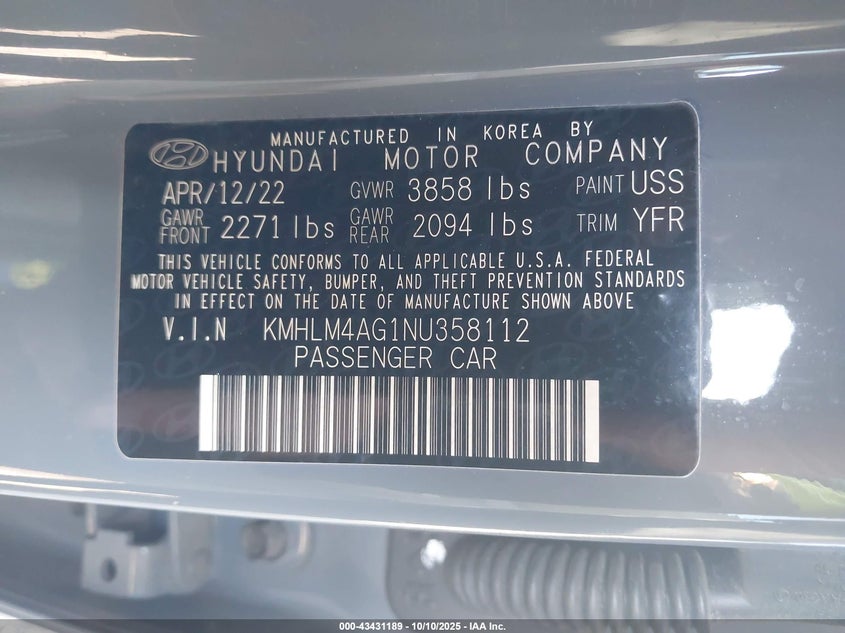 MANUFACTURED IN KOREA BY
HYUNDAI MOTOR COMPANY
APR/12/22 GVWR 3858 lbs PAINT USS
GAWR FRONT 2271 lbs GAWR REAR 2094 lbs TRIM YFR
THIS VEHICLE CONFORMS TO ALL APPLICABLE U.S.A. FEDERAL
MOTOR VEHICLE SAFETY, BUMPER, AND THEFT PREVENTION STANDARDS
IN EFFECT ON THE DATE OF MANUFACTURE SHOWN ABOVE
V.I.N KMHLM4AG1NU358112
PASSENGER CAR
000-43431189 - 10/10/2025 - IAA Inc.